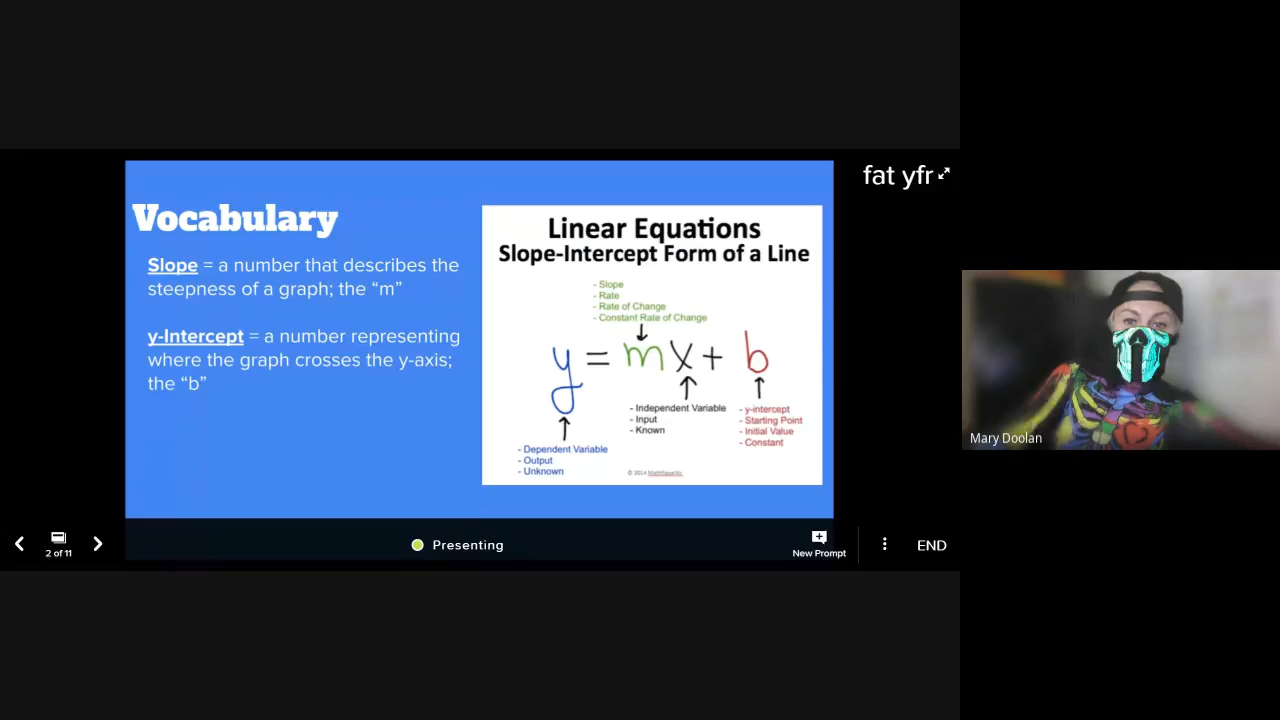 fat yfr
Vocabulary
Slope = a number that describes the
steepness of a graph; the “m”
y-Intercept = a number representing
where the graph crosses the y-axis;
the “b”
Linear Equations
Slope-Intercept Form of a Line
- Slope
- Rate
- Rate of Change
- Constant Rate of Change
y = mx + b
- Independent Variable
- Input
- Known
- y-intercept
- Starting Point
- Initial Value
- Constant
- Dependent Variable
- Output
- Unknown
© 2014
Mary Doolan
2 of 11
Presenting
New Prompt
END